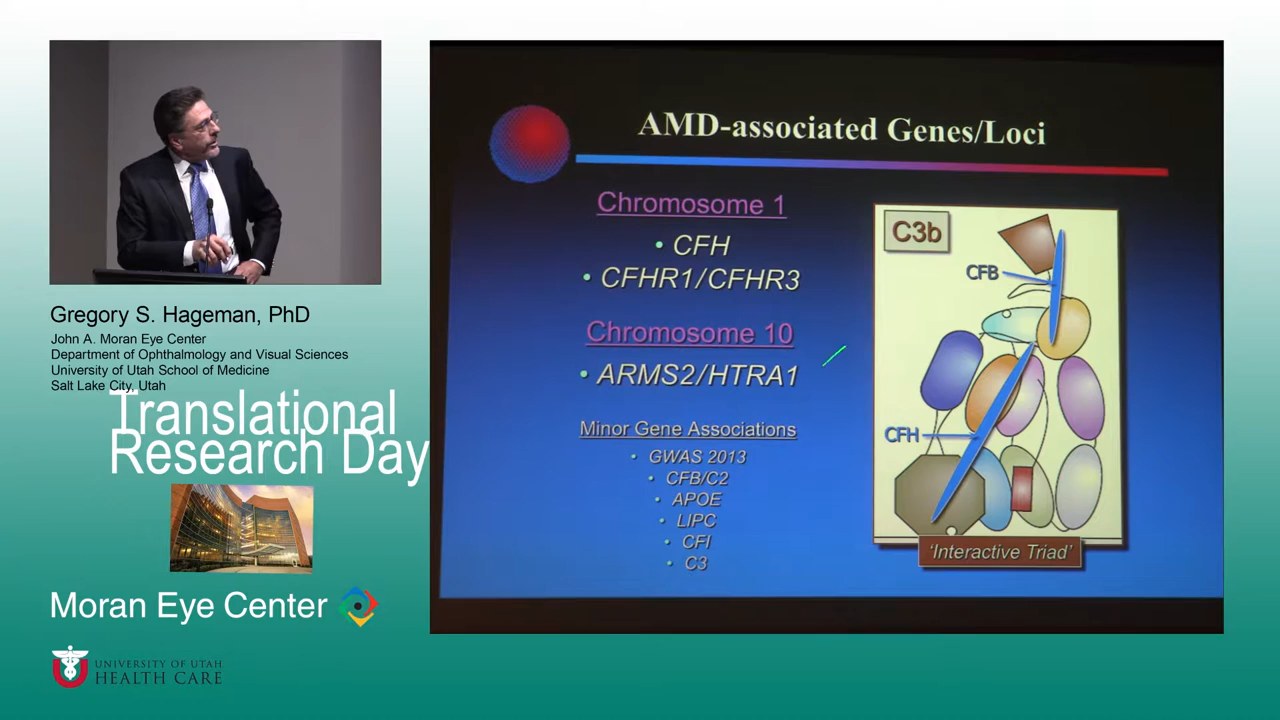 Gregory S. Hageman, PhD
John A. Moran Eye Center
Department of Ophthalmology and Visual Sciences
University of Utah School of Medicine
Salt Lake City, Utah
Translational
Research Day
Moran Eye Center
UNIVERSITY OF UTAH
HEALTH CARE
AMD-associated Genes/Loci
Chromosome 1
• CFH
• CFHR1/CFHR3
Chromosome 10
• ARMS2/HTRA1
Minor Gene Associations
• GWAS 2013
• CFB/C2
• APOE
• LIPC
• CFI
• C3
C3b
CFB
CFH
'Interactive Triad'